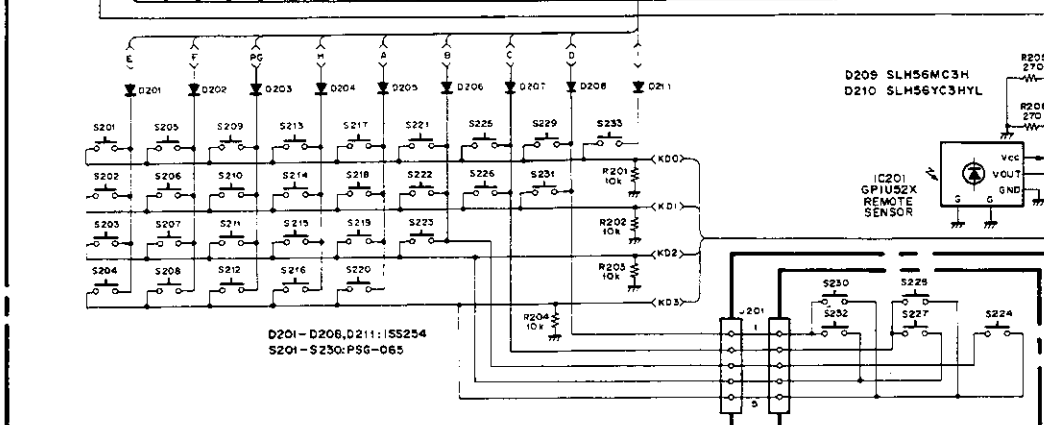 E F PG H A B C D
D201 D202 D203 D204 D205 D206 D207 D208 D211
D209 SLH56MC3H
D210 SLH56YC3HYL
R205
270
R206
270
S201 S205 S209 S213 S217 S221 S225 S229 S233
KD0
R201
10k
S202 S206 S210 S214 S218 S222 S226 S231
KD1
R202
10k
S203 S207 S211 S215 S219 S223
KD2
R203
10k
S204 S208 S212 S216 S220
KD3
R204
10k
IC201
GP1U52X
REMOTE
SENSOR
Vcc
VOUT
GND
G G
D201-D208,D211:1SS254
S201-S230:PSG-065
J201
1
5
S230 S228
S232 S227 S224